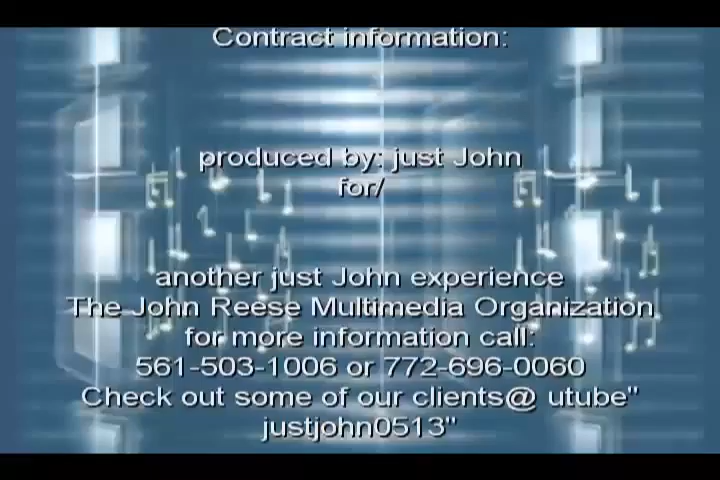 Contract information:
produced by: just John
for/
another just John experience
The John Reese Multimedia Organization
for more information call:
561-503-1006 or 772-696-0060
Check out some of our clients@ utube"
justjohn0513"